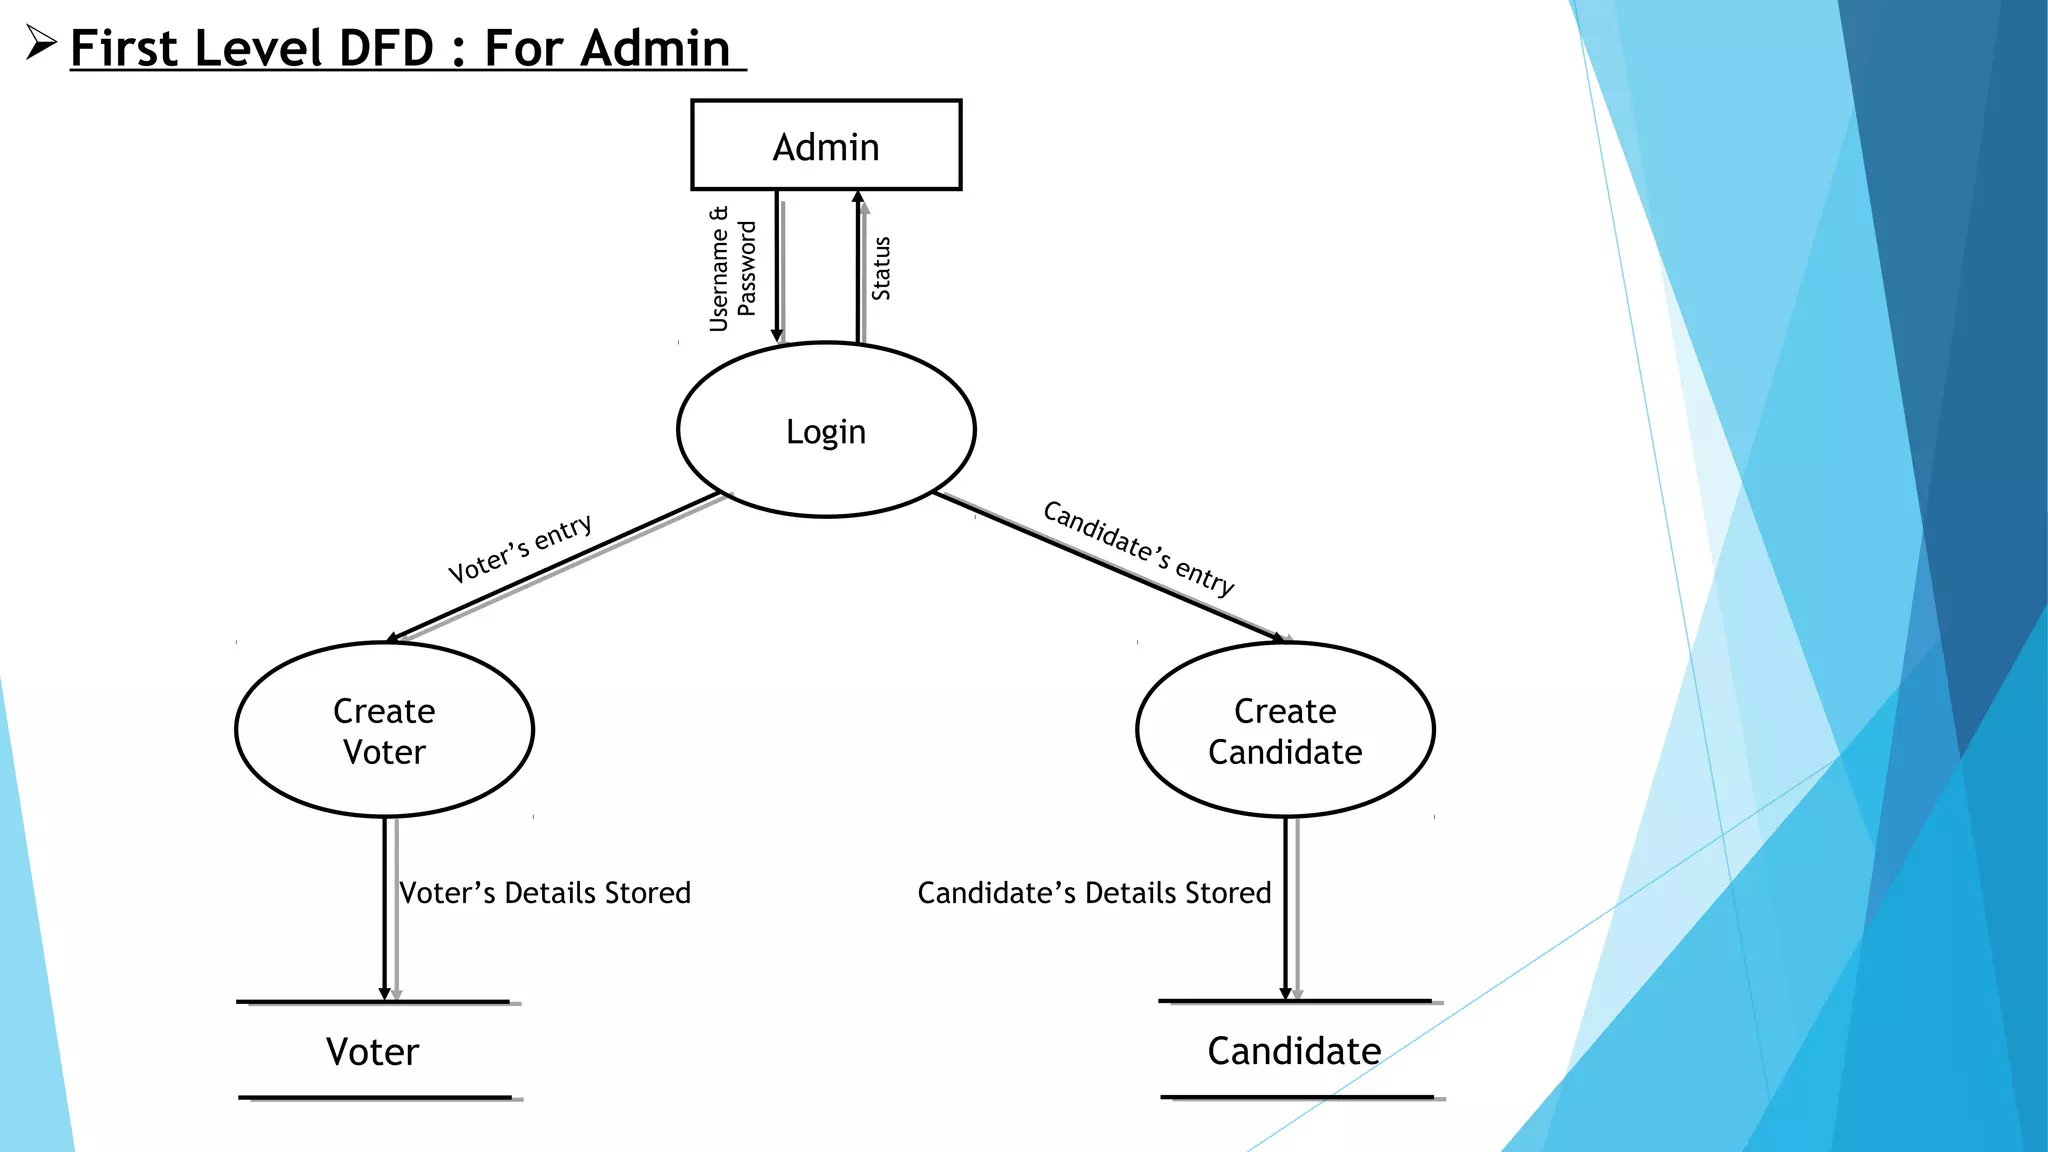 First Level DFD : For Admin
Admin
Username &
Password
Status
Login
Voter’s entry
Candidate’s entry
Create
Voter
Create
Candidate
Voter’s Details Stored
Candidate’s Details Stored
Voter
Candidate